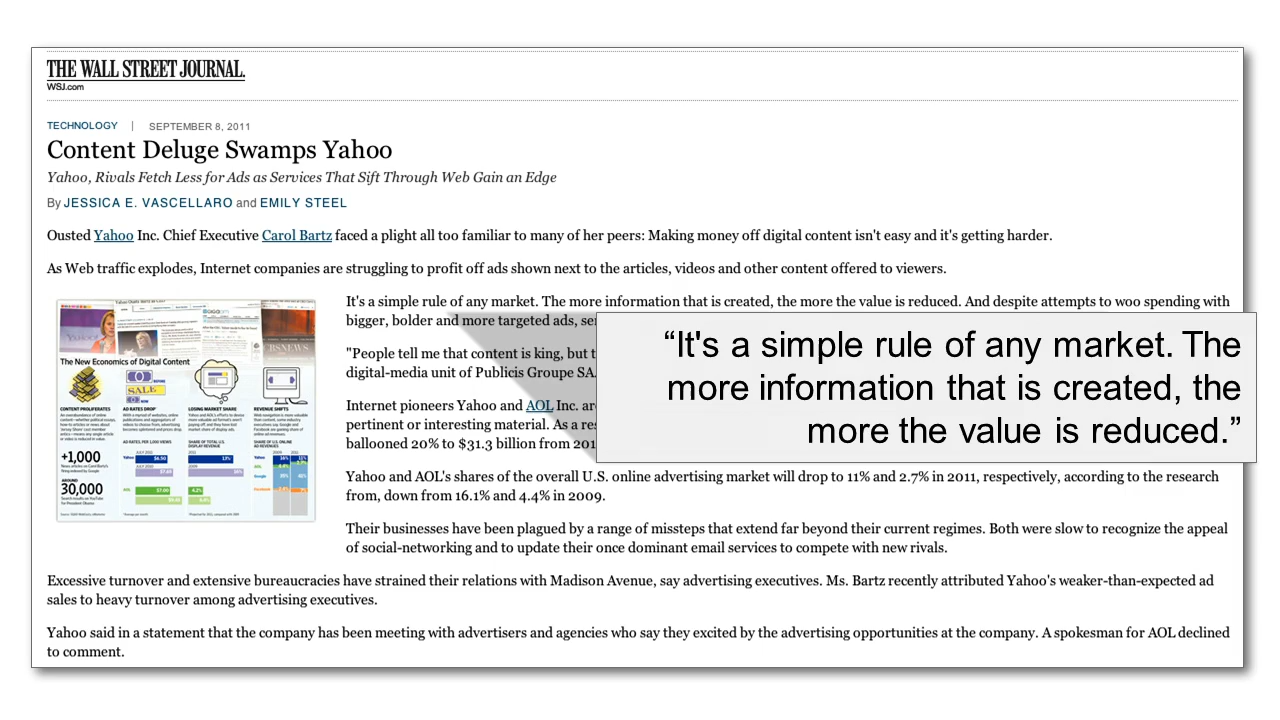 THE WALL STREET JOURNAL.
WSJ.com
TECHNOLOGY | SEPTEMBER 8, 2011
Content Deluge Swamps Yahoo
Yahoo, Rivals Fetch Less for Ads as Services That Sift Through Web Gain an Edge
By JESSICA E. VASCELLARO and EMILY STEEL
Ousted Yahoo Inc. Chief Executive Carol Bartz faced a plight all too familiar to many of her peers: Making money off digital content isn't easy and it's getting harder.
As Web traffic explodes, Internet companies are struggling to profit off ads shown next to the articles, videos and other content offered to viewers.
The New Economics of Digital Content
CONTENT PROLIFERATES
AD RATES DROP
LOSING MARKET SHARE
REVENUE SHIFTS
+1,000
AROUND
30,000
It's a simple rule of any market. The more information that is created, the more the value is reduced. And despite attempts to woo spending with
bigger, bolder and more targeted ads,
"People tell me that content is king, but
digital-media unit of Publicis Groupe SA.
Internet pioneers Yahoo and AOL Inc.
pertinent or interesting material. As a
ballooned 20% to $31.3 billion from
“It's a simple rule of any market. The
more information that is created, the
more the value is reduced.”
Yahoo and AOL's shares of the overall U.S. online advertising market will drop to 11% and 2.7% in 2011, respectively, according to the research
from, down from 16.1% and 4.4% in 2009.
Their businesses have been plagued by a range of missteps that extend far beyond their current regimes. Both were slow to recognize the appeal
of social-networking and to update their once dominant email services to compete with new rivals.
Excessive turnover and extensive bureaucracies have strained their relations with Madison Avenue, say advertising executives. Ms. Bartz recently attributed Yahoo's weaker-than-expected ad
sales to heavy turnover among advertising executives.
Yahoo said in a statement that the company has been meeting with advertisers and agencies who say they excited by the advertising opportunities at the company. A spokesman for AOL declined
to comment.